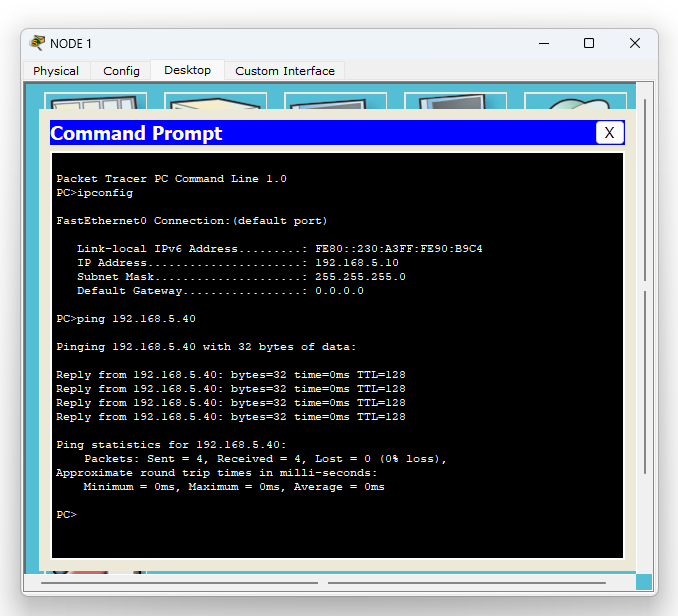 NODE 1
Physical Config Desktop Custom Interface
Command Prompt X
Packet Tracer PC Command Line 1.0
PC>ipconfig
FastEthernet0 Connection:(default port)
Link-local IPv6 Address.........: FE80::230:A3FF:FE90:B9C4
IP Address......................: 192.168.5.10
Subnet Mask.....................: 255.255.255.0
Default Gateway.................: 0.0.0.0
PC>ping 192.168.5.40
Pinging 192.168.5.40 with 32 bytes of data:
Reply from 192.168.5.40: bytes=32 time=0ms TTL=128
Reply from 192.168.5.40: bytes=32 time=0ms TTL=128
Reply from 192.168.5.40: bytes=32 time=0ms TTL=128
Reply from 192.168.5.40: bytes=32 time=0ms TTL=128
Ping statistics for 192.168.5.40:
Packets: Sent = 4, Received = 4, Lost = 0 (0% loss),
Approximate round trip times in milli-seconds:
Minimum = 0ms, Maximum = 0ms, Average = 0ms
PC>